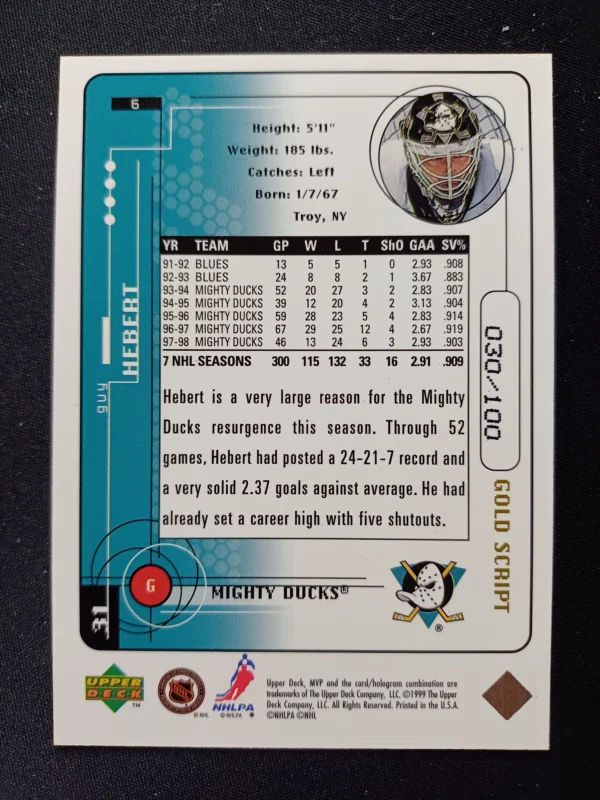 6
Height: 5'11"
Weight: 185 lbs.
Catches: Left
Born: 1/7/67
Troy, NY
YR TEAM GP W L T ShO GAA SV%
91-92 BLUES 13 5 5 1 0 2.93 .908
92-93 BLUES 24 8 8 2 1 3.67 .883
93-94 MIGHTY DUCKS 52 20 27 3 2 2.83 .907
94-95 MIGHTY DUCKS 39 12 20 4 2 3.13 .904
95-96 MIGHTY DUCKS 59 28 23 5 4 2.83 .914
96-97 MIGHTY DUCKS 67 29 25 12 4 2.67 .919
97-98 MIGHTY DUCKS 46 13 24 6 3 2.93 .903
7 NHL SEASONS 300 115 132 33 16 2.91 .909
Hebert is a very large reason for the Mighty
Ducks resurgence this season. Through 52
games, Hebert had posted a 24-21-7 record and
a very solid 2.37 goals against average. He had
already set a career high with five shutouts.
guy
HEBERT
030/100
GOLD SCRIPT
31
G
MIGHTY DUCKS®
®
UPPER
DECK
TM
NHL
© NHL
NHLPA
© NHLPA ®
Upper Deck, MVP and the card/hologram combination are
trademarks of The Upper Deck Company, LLC. ©1999 The Upper
Deck Company, LLC. All Rights Reserved. Printed in the U.S.A.
©NHLPA ©NHL